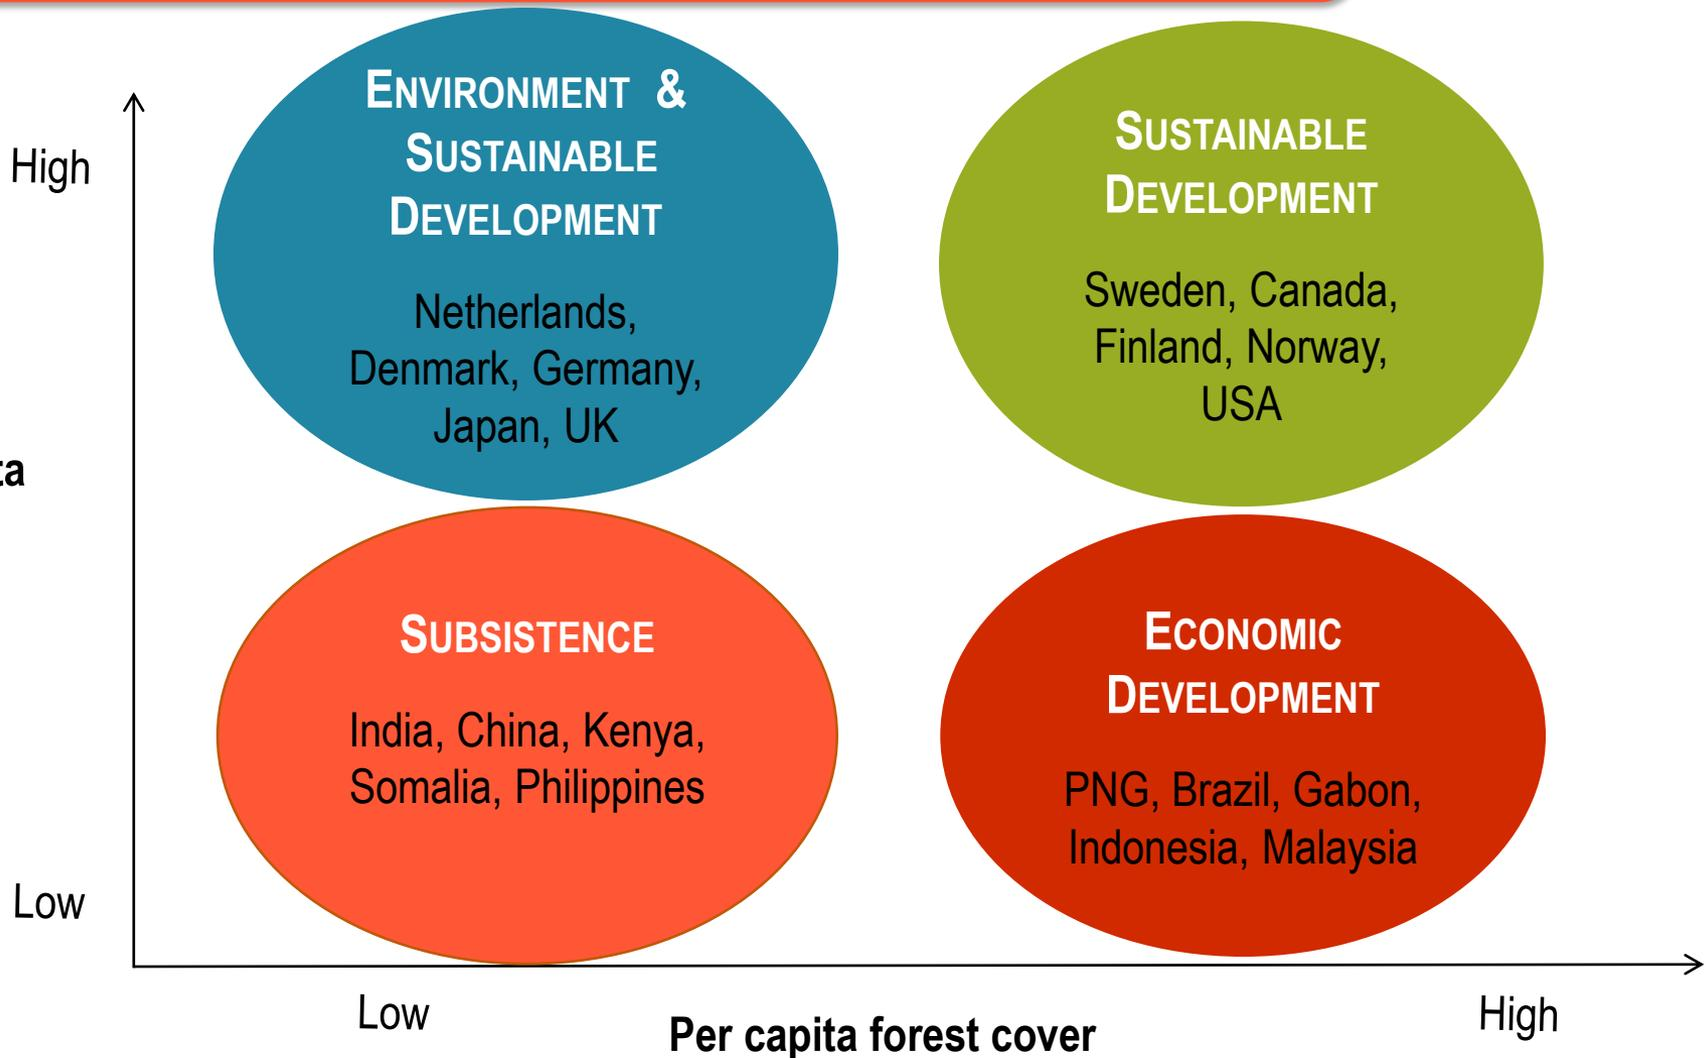 ENVIRONMENT &
SUSTAINABLE
DEVELOPMENT
Netherlands,
Denmark, Germany,
Japan, UK
SUSTAINABLE
DEVELOPMENT
Sweden, Canada,
Finland, Norway,
USA
High
ta
SUBSISTENCE
India, China, Kenya,
Somalia, Philippines
ECONOMIC
DEVELOPMENT
PNG, Brazil, Gabon,
Indonesia, Malaysia
Low
Low
Per capita forest cover
High